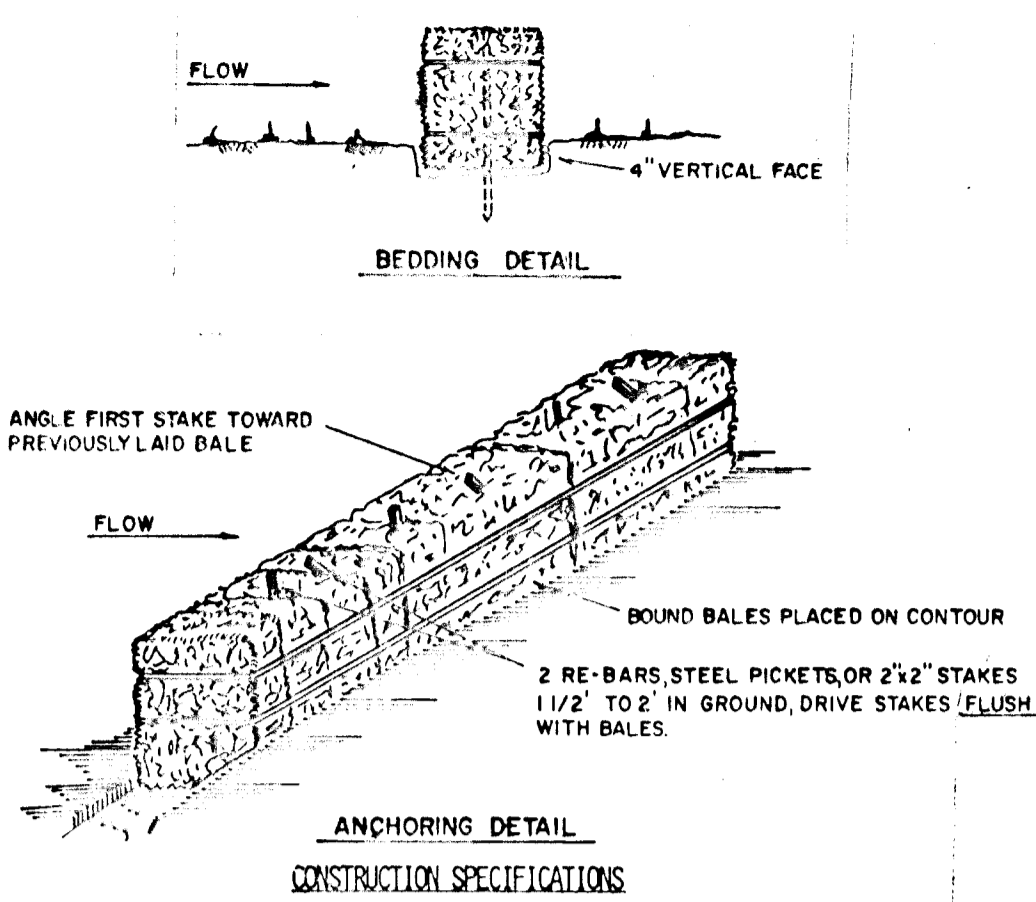 FLOW
4" VERTICAL FACE
BEDDING DETAIL
ANGLE FIRST STAKE TOWARD
PREVIOUSLY LAID BALE
FLOW
BOUND BALES PLACED ON CONTOUR
2 RE-BARS, STEEL PICKETS, OR 2"x2" STAKES
1 1/2' TO 2' IN GROUND, DRIVE STAKES FLUSH
WITH BALES.
ANCHORING DETAIL
CONSTRUCTION SPECIFICATIONS